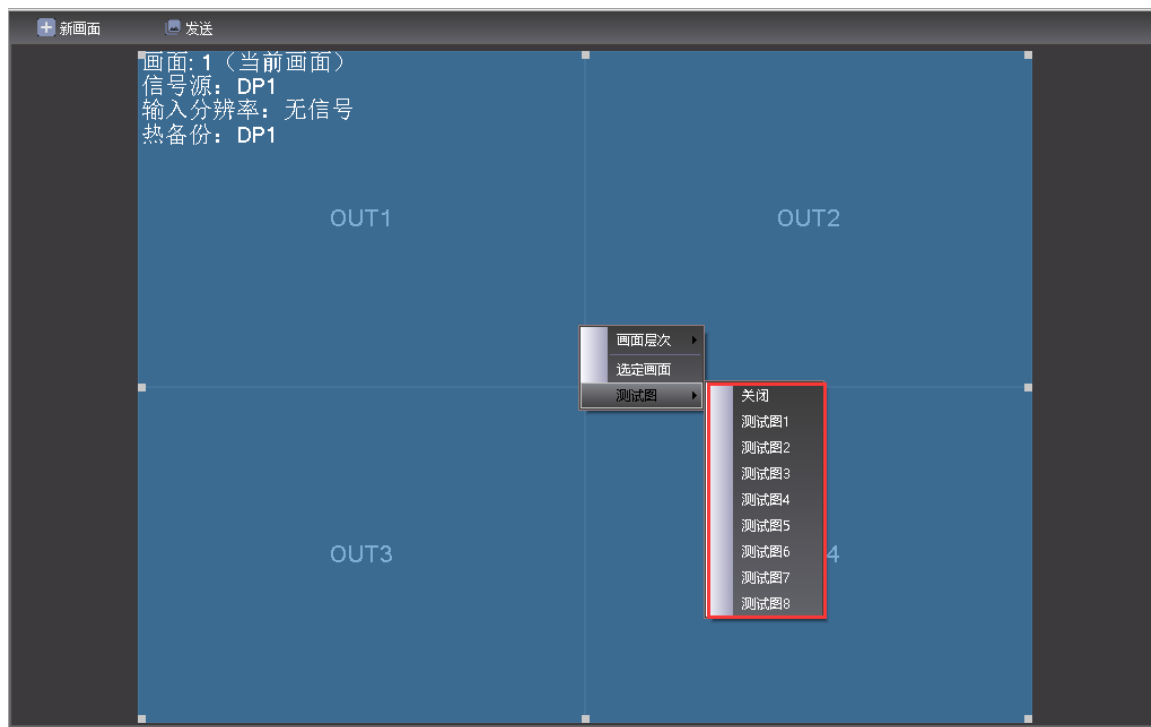 新画面
发送
画面: 1（当前画面）
信号源：DP1
输入分辨率：无信号
热备份：DP1
OUT1
OUT2
画面层次
选定画面
测试图
关闭
测试图1
测试图2
测试图3
测试图4
测试图5
测试图6
测试图7
测试图8
OUT3
4